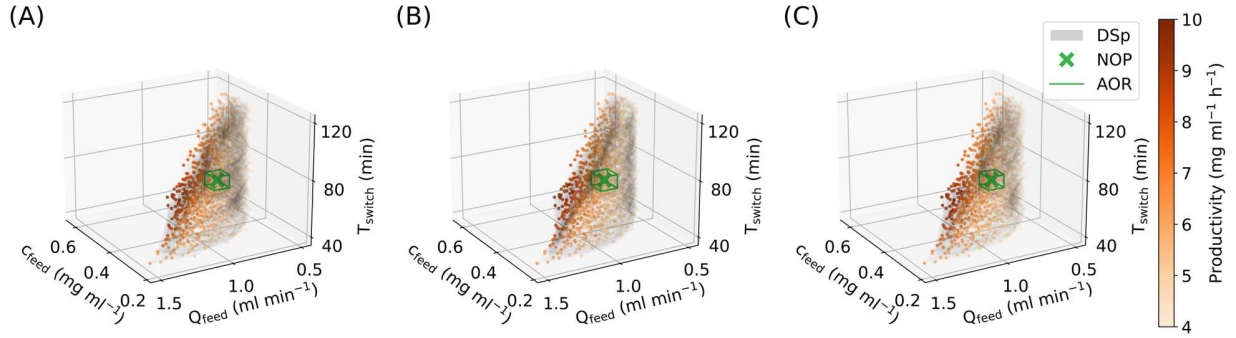 (A)
(B)
(C)
DSp
NOP
AOR
120
80
40
T_switch (min)
0.6
0.4
0.2
c_feed (mg ml⁻¹)
1.5
1.0
0.5
Q_feed (ml min⁻¹)
120
80
40
T_switch (min)
0.6
0.4
0.2
c_feed (mg ml⁻¹)
1.5
1.0
0.5
Q_feed (ml min⁻¹)
120
80
40
T_switch (min)
0.6
0.4
0.2
c_feed (mg ml⁻¹)
1.5
1.0
0.5
Q_feed (ml min⁻¹)
10
9
8
7
6
5
4
Productivity (mg ml⁻¹ h⁻¹)